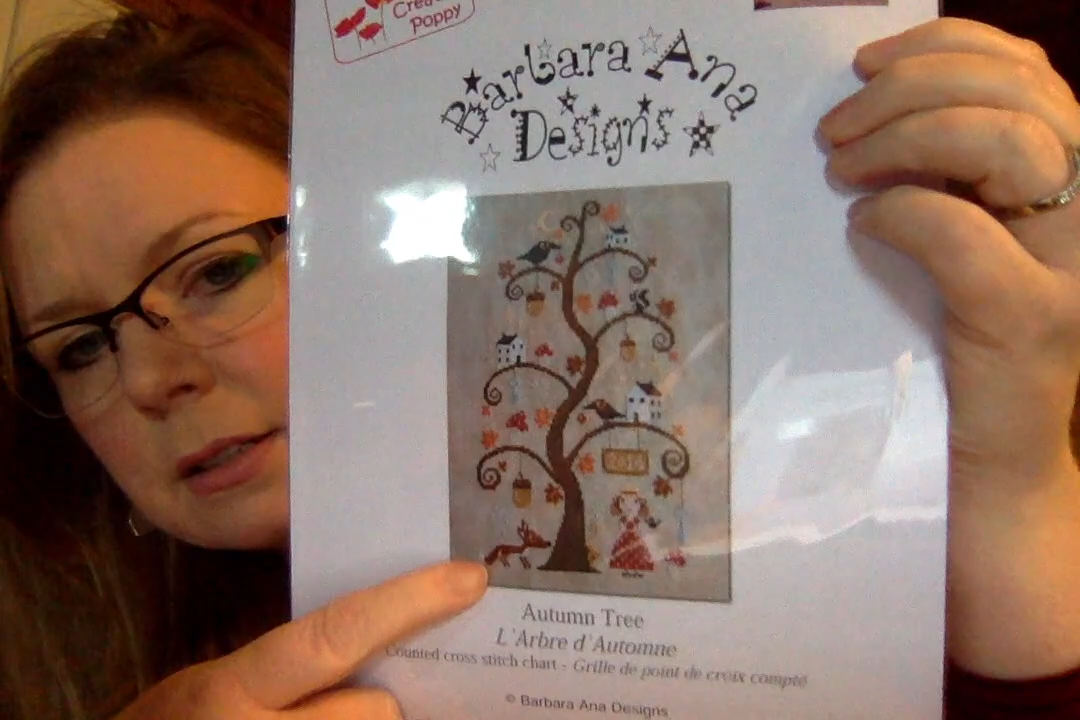 Poppy
Barbara Ana
Designs
Autumn Tree
L'Arbre d'Automne
Counted cross stitch chart - Grille de point de croix compté
© Barbara Ana Designs